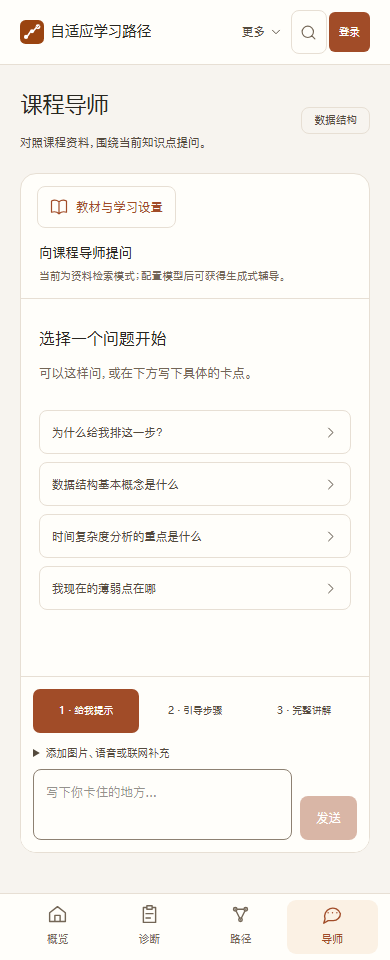 自适应学习路径
更多
登录
课程导师
数据结构
对照课程资料，围绕当前知识点提问。
教材与学习设置
向课程导师提问
当前为资料检索模式；配置模型后可获得生成式辅导。
选择一个问题开始
可以这样问，或在下方写下具体的卡点。
为什么给我排这一步？
数据结构基本概念是什么
时间复杂度分析的重点是什么
我现在的薄弱点在哪
1 · 给我提示
2 · 引导步骤
3 · 完整讲解
添加图片、语音或联网补充
写下你卡住的地方...
发送
概览
诊断
路径
导师